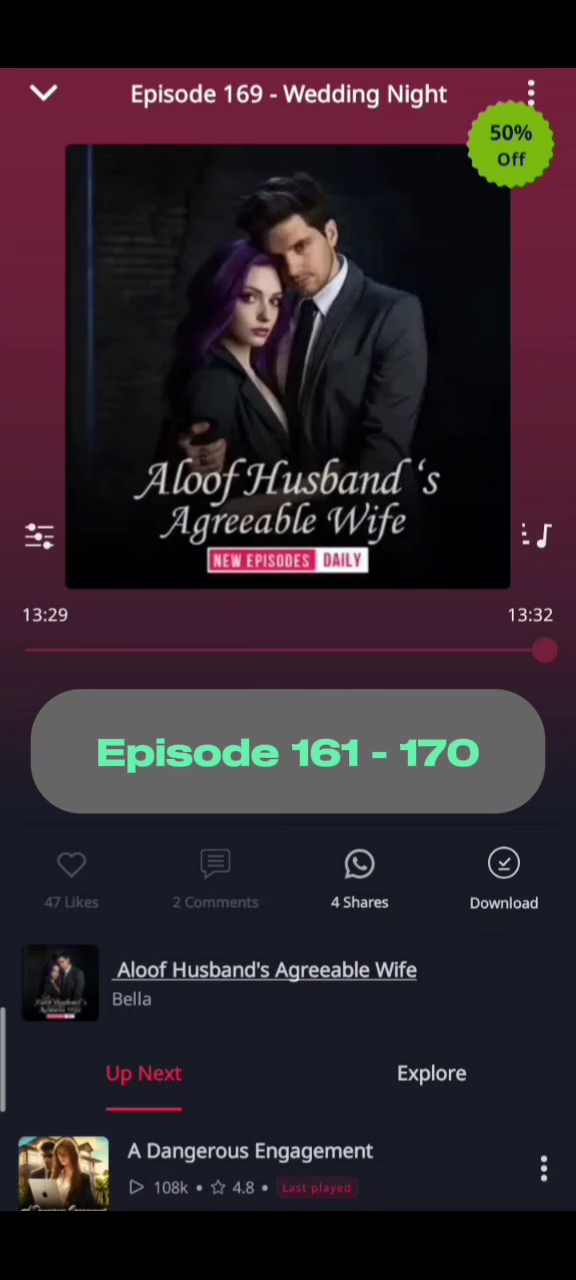 Episode 169 - Wedding Night
50%
Off
Aloof Husband 's
Agreeable Wife
NEW EPISODES DAILY
13:29
13:32
Episode 161 - 170
47 Likes
2 Comments
4 Shares
Download
Aloof Husband's Agreeable Wife
Bella
Up Next
Explore
A Dangerous Engagement
108k • 4.8 • Last played